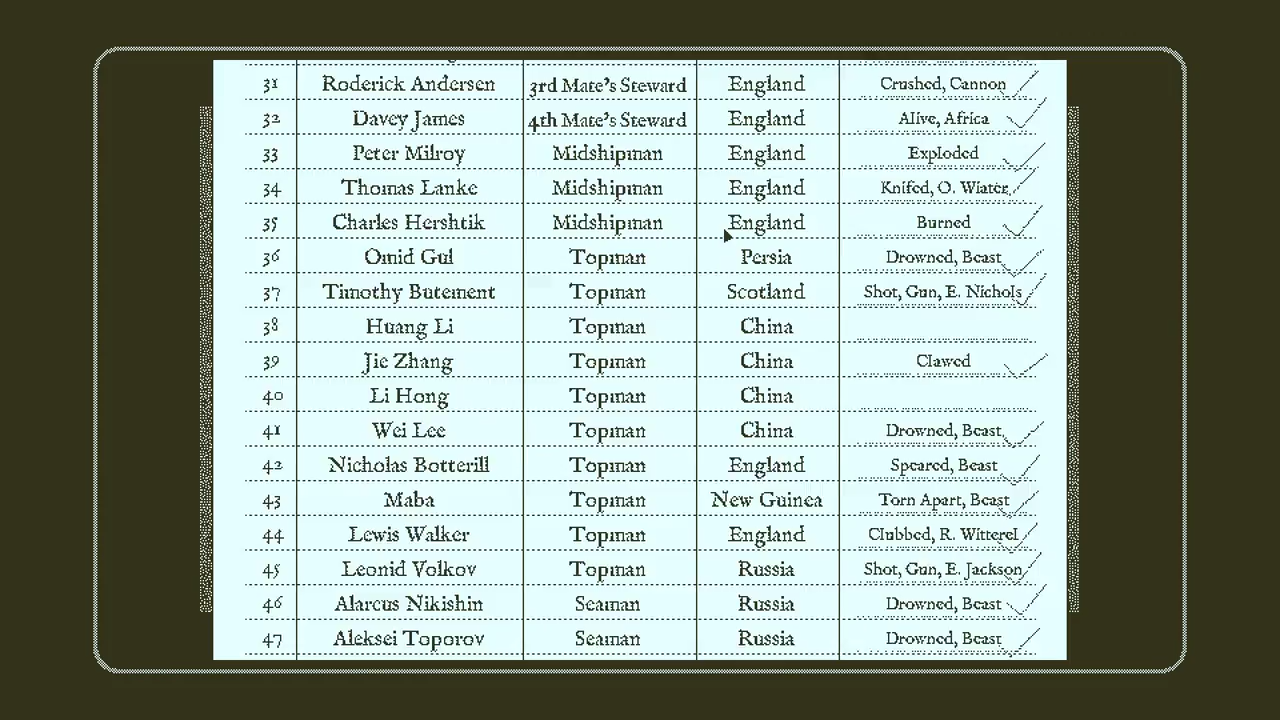 31 Roderick Andersen 3rd Mate's Steward England Crushed, Cannon
32 Davey James 4th Mate's Steward England Alive, Africa
33 Peter Milroy Midshipman England Exploded
34 Thomas Lanke Midshipman England Knifed, O. Wiater
35 Charles Hershtik Midshipman England Burned
36 Omid Gul Topman Persia Drowned, Beast
37 Timothy Butement Topman Scotland Shot, Gun, E. Nichols
38 Huang Li Topman China
39 Jie Zhang Topman China Clawed
40 Li Hong Topman China
41 Wei Lee Topman China Drowned, Beast
42 Nicholas Botterill Topman England Speared, Beast
43 Maba Topman New Guinea Torn Apart, Beast
44 Lewis Walker Topman England Clubbed, R. Witterel
45 Leonid Volkov Topman Russia Shot, Gun, E. Jackson
46 Alarcus Nikishin Seaman Russia Drowned, Beast
47 Aleksei Toporov Seaman Russia Drowned, Beast